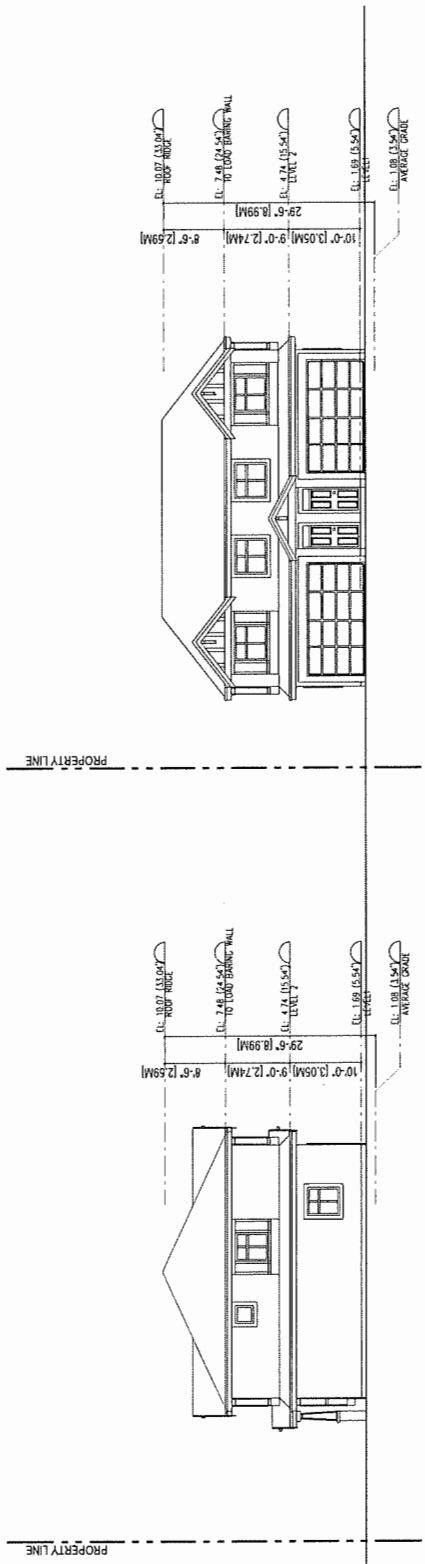 PROPERTY LINE
EL: 10.07 (33.04')
ROOF RIDGE
EL: 7.48 (24.54')
TO LOAD BARING WALL
EL: 4.74 (15.54')
LEVEL 2
EL: 1.69 (5.54')
LEVEL1
EL: 1.08 (3.54')
AVERAGE GRADE
8'-6" [2.59M]
9'-0" [2.74M]
10'-0" [3.05M]
29'-6" [8.99M]
PROPERTY LINE
EL: 10.07 (33.04')
ROOF RIDGE
EL: 7.48 (24.54')
TO LOAD BARING WALL
EL: 4.74 (15.54')
LEVEL 2
EL: 1.69 (5.54')
LEVEL1
EL: 1.08 (3.54')
AVERAGE GRADE
8'-6" [2.59M]
9'-0" [2.74M]
10'-0" [3.05M]
29'-6" [8.99M]